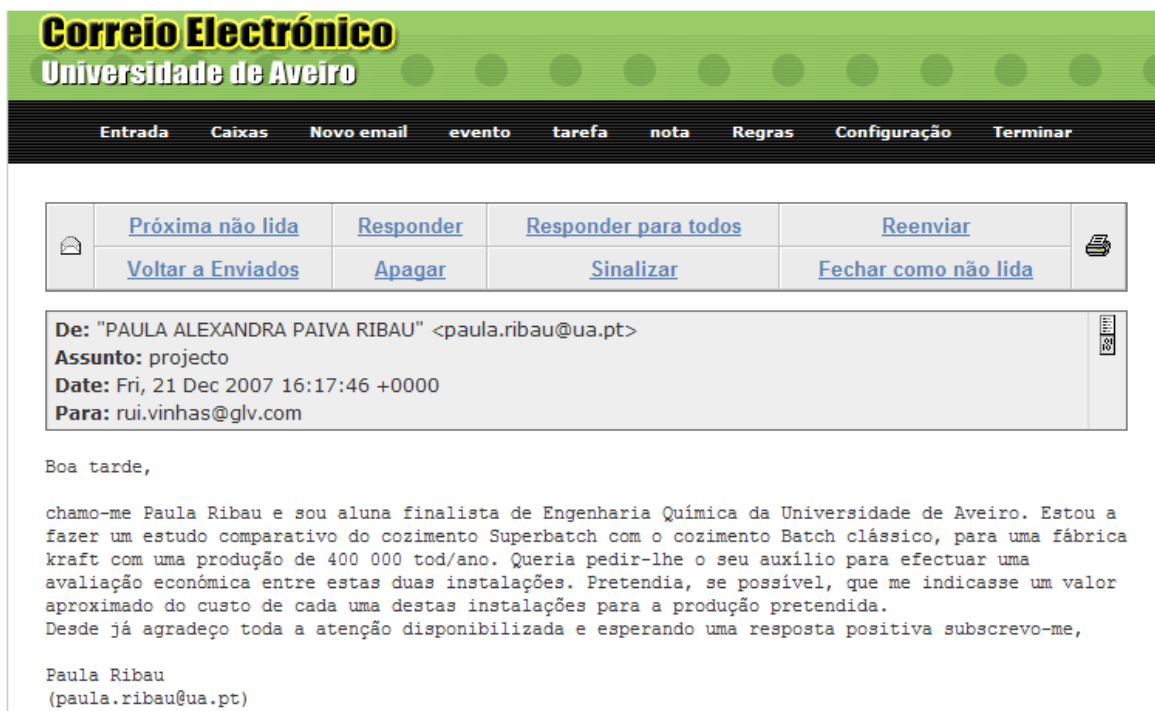 Correio Electrónico
Universidade de Aveiro
Entrada Caixas Novo email evento tarefa nota Regras Configuração Terminar
Próxima não lida Responder Responder para todos Reenviar
Voltar a Enviados Apagar Sinalizar Fechar como não lida
De: "PAULA ALEXANDRA PAIVA RIBAU" <paula.ribau@ua.pt>
Assunto: projecto
Date: Fri, 21 Dec 2007 16:17:46 +0000
Para: rui.vinhas@glv.com
Boa tarde,
chamo-me Paula Ribau e sou aluna finalista de Engenharia Química da Universidade de Aveiro. Estou a
fazer um estudo comparativo do cozimento Superbatch com o cozimento Batch clássico, para uma fábrica
kraft com uma produção de 400 000 tod/ano. Queria pedir-lhe o seu auxílio para efectuar uma
avaliação económica entre estas duas instalações. Pretendia, se possível, que me indicasse um valor
aproximado do custo de cada uma destas instalações para a produção pretendida.
Desde já agradeço toda a atenção disponibilizada e esperando uma resposta positiva subscrevo-me,
Paula Ribau
(paula.ribau@ua.pt)